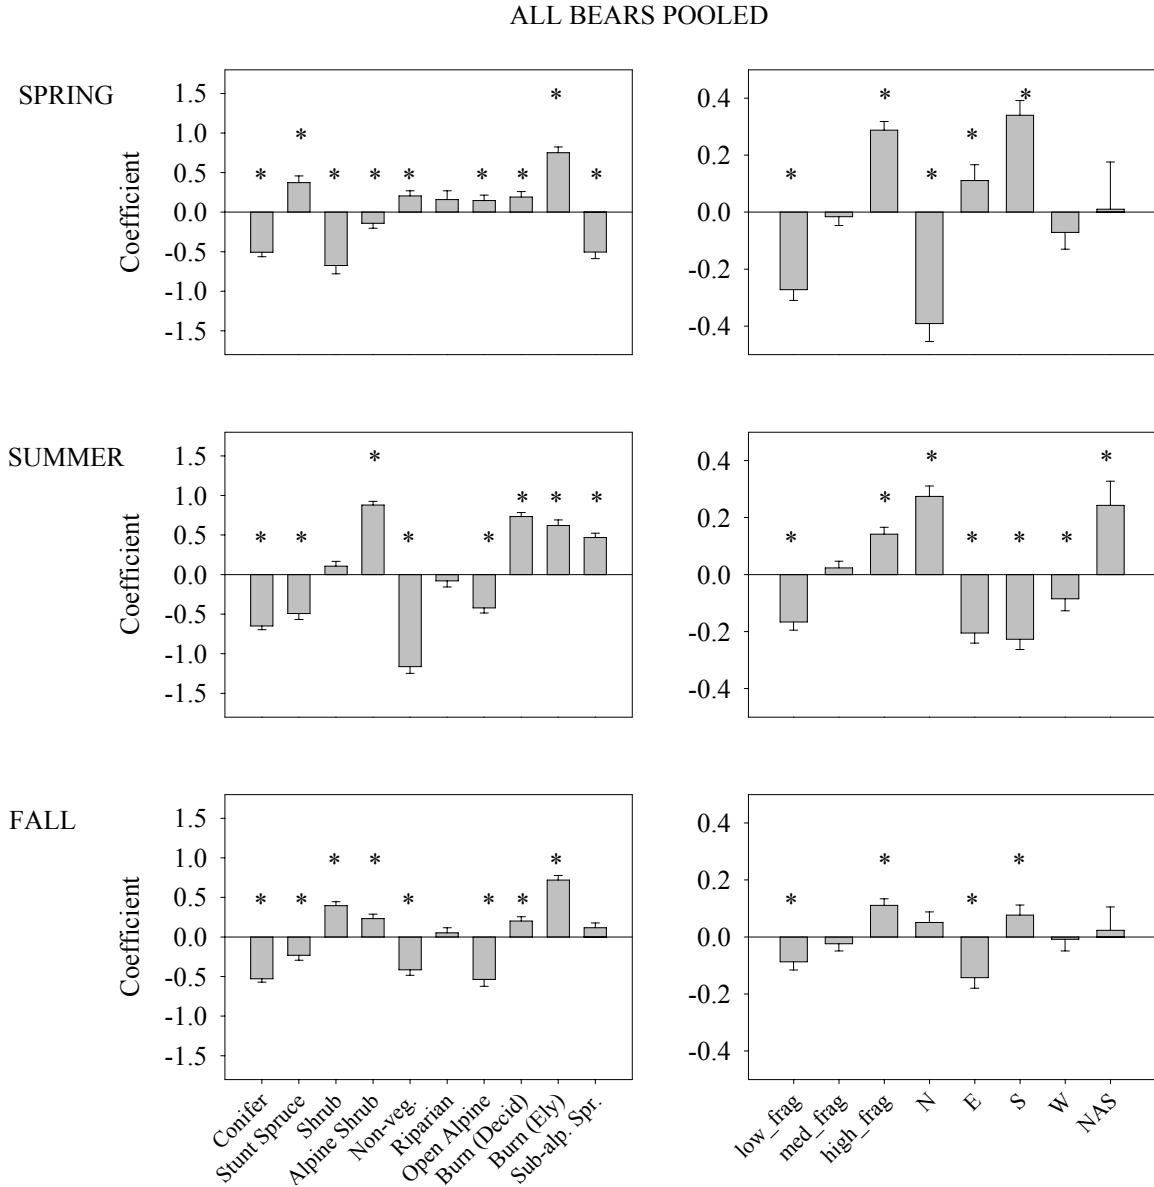 ALL BEARS POOLED
SPRING
Coefficient
1.5
1.0
0.5
0.0
-0.5
-1.0
-1.5
* * * * * * * * *
0.4
0.2
0.0
-0.2
-0.4
* * * * *
SUMMER
Coefficient
1.5
1.0
0.5
0.0
-0.5
-1.0
-1.5
* * * * * * * *
0.4
0.2
0.0
-0.2
-0.4
* * * * * * *
FALL
Coefficient
1.5
1.0
0.5
0.0
-0.5
-1.0
-1.5
* * * * * * * *
0.4
0.2
0.0
-0.2
-0.4
* * * *
Conifer
Stunt Spruce
Shrub
Alpine Shrub
Non-veg.
Riparian
Open Alpine
Burn (Decid)
Burn (Ely)
Sub-alp. Spr.
low_frag
med_frag
high_frag
N
E
S
W
NAS